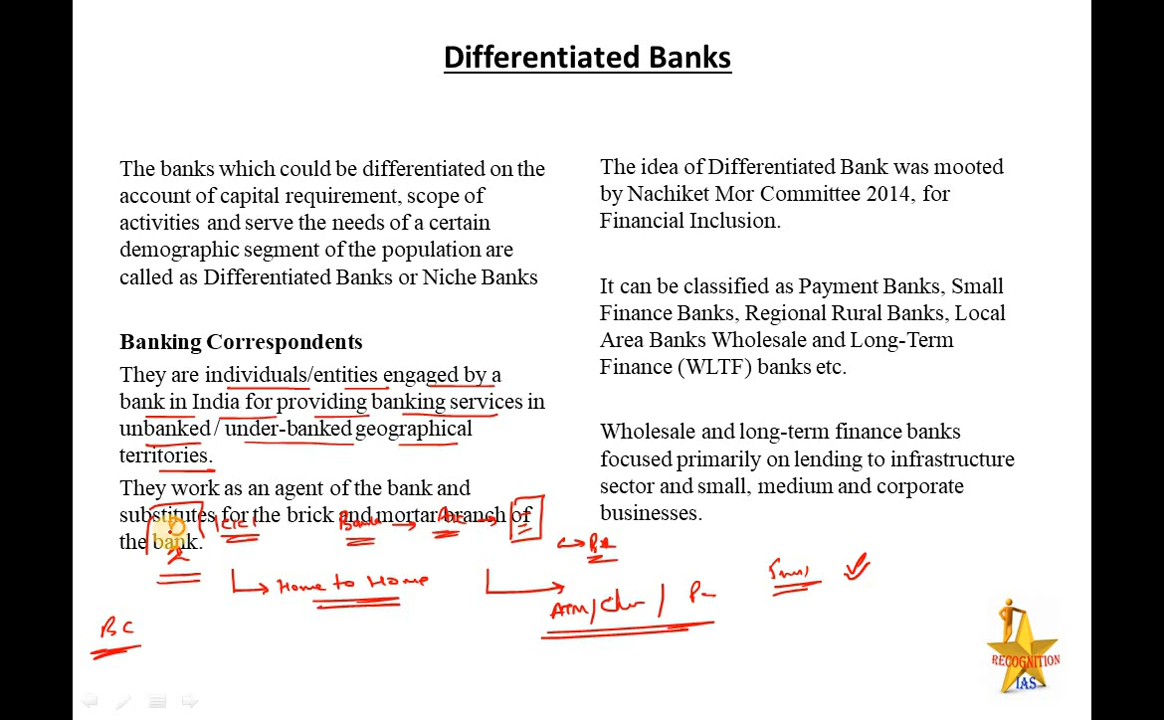 Differentiated Banks
The banks which could be differentiated on the
account of capital requirement, scope of
activities and serve the needs of a certain
demographic segment of the population are
called as Differentiated Banks or Niche Banks
Banking Correspondents
They are individuals/entities engaged by a
bank in India for providing banking services in
unbanked / under-banked geographical
territories.
They work as an agent of the bank and
substitutes for the brick and mortar branch of
the bank.
ICICI
Home to Home
BC
The idea of Differentiated Bank was mooted
by Nachiket Mor Committee 2014, for
Financial Inclusion.
It can be classified as Payment Banks, Small
Finance Banks, Regional Rural Banks, Local
Area Banks Wholesale and Long-Term
Finance (WLTF) banks etc.
Wholesale and long-term finance banks
focused primarily on lending to infrastructure
sector and small, medium and corporate
businesses.
ATM/
RECOGNITION
IAS